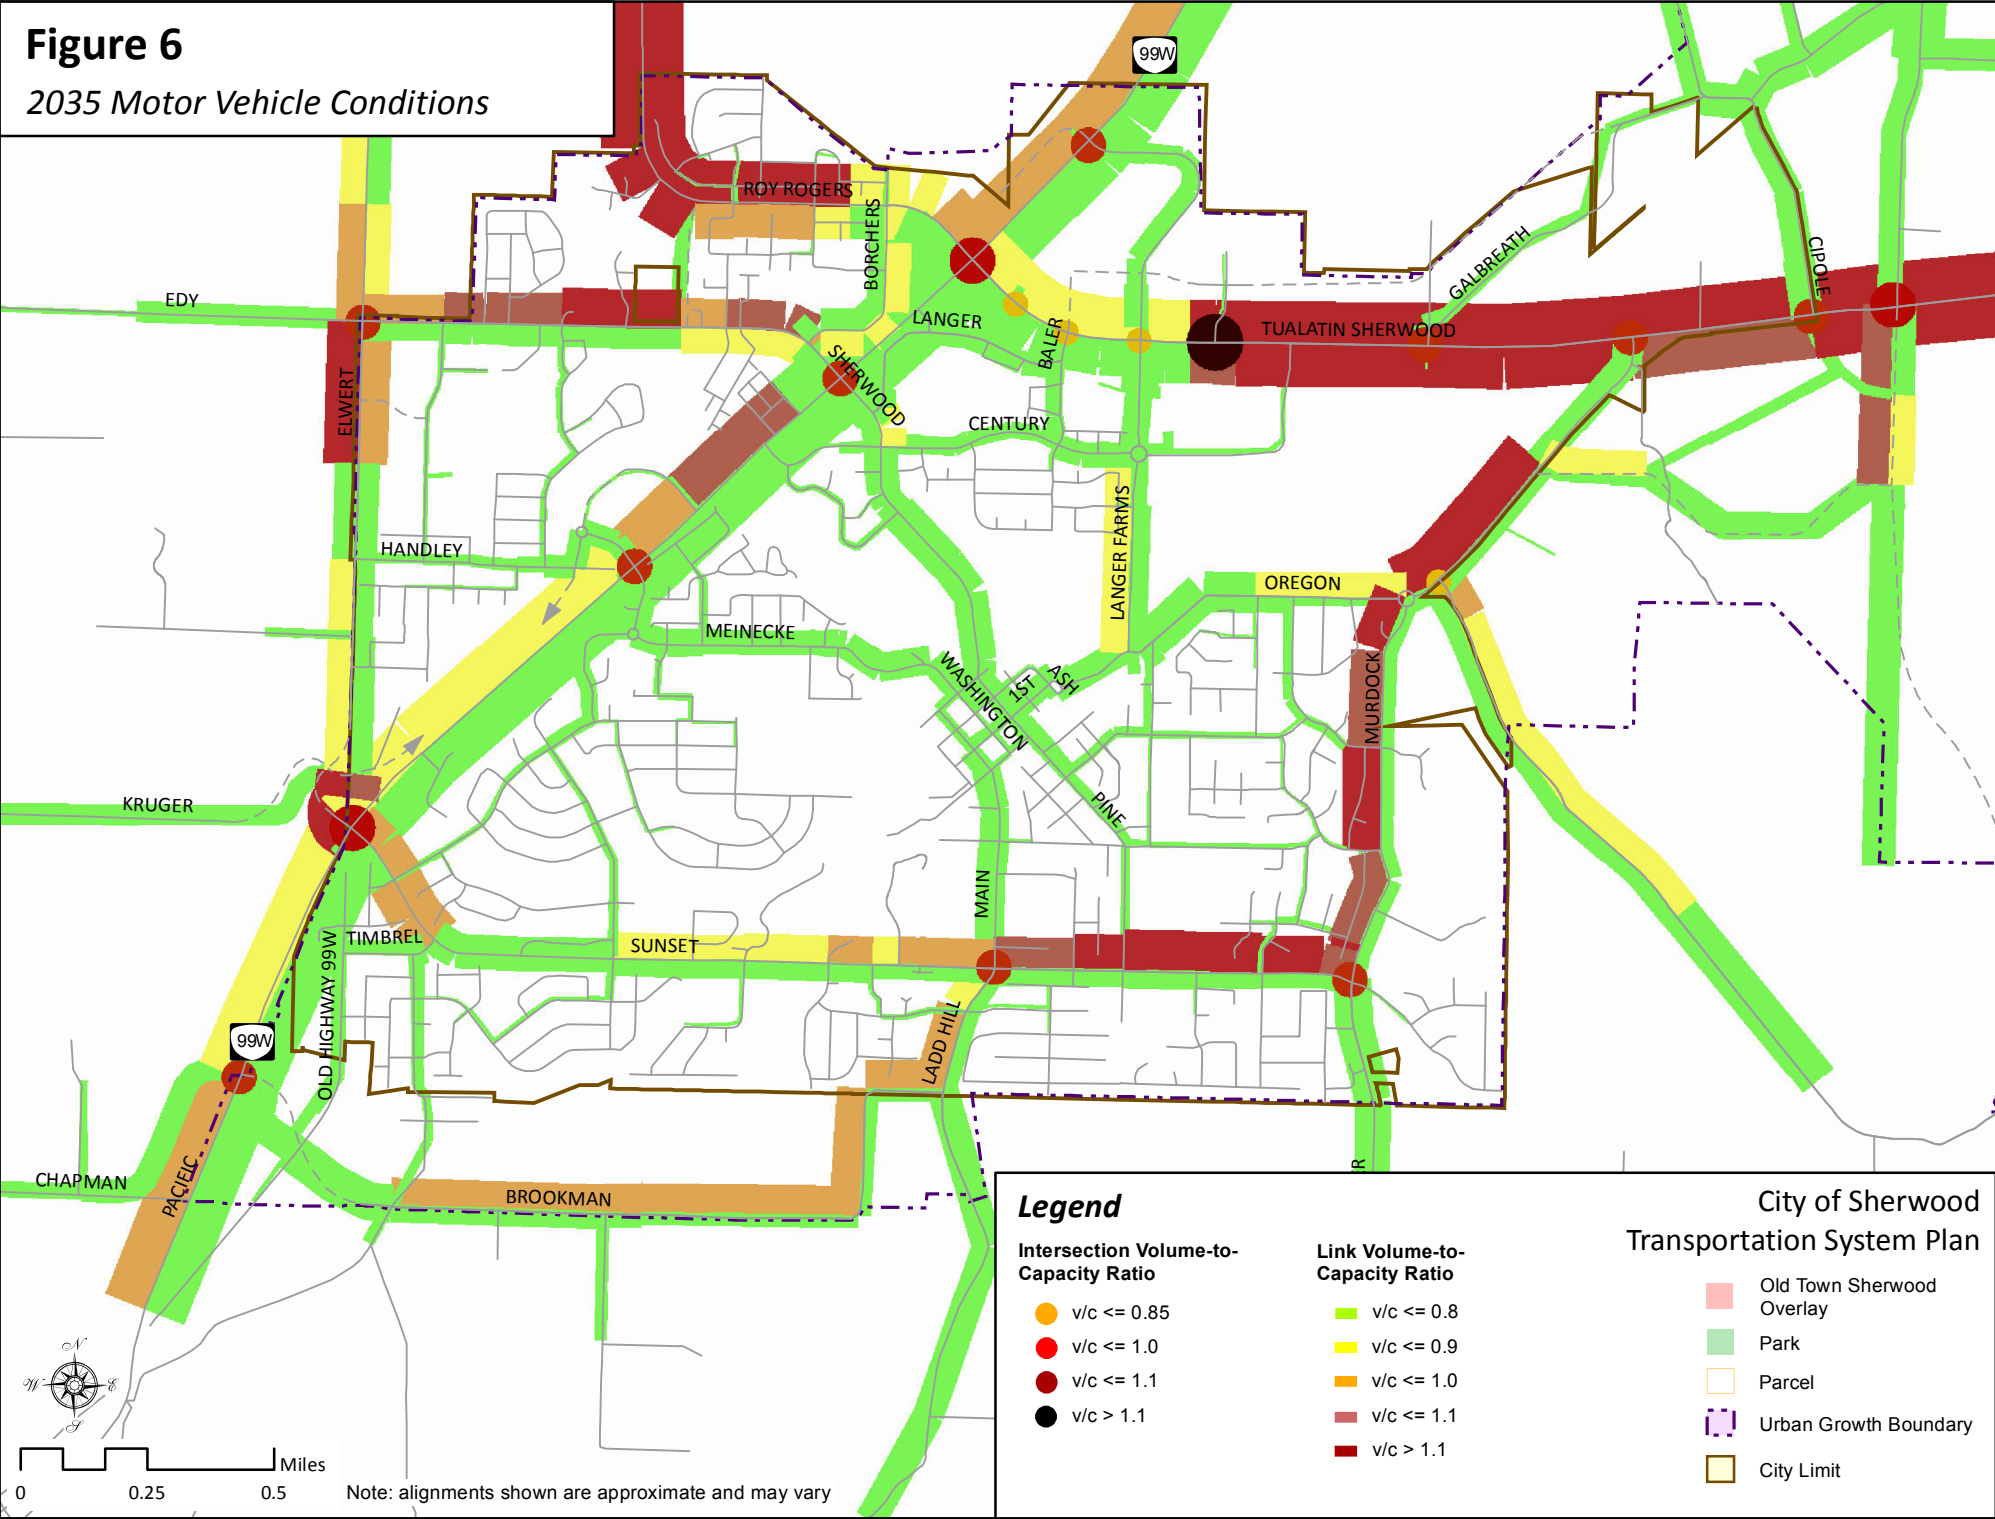 Figure 6
2035 Motor Vehicle Conditions
99W
ROY ROGERS
BORCHERS
EDY
LANGER
BALER
TUALATIN SHERWOOD
GALBREATH
CIPOLE
SHERWOOD
ELWERT
CENTURY
HANDLEY
LANGER FARMS
OREGON
MEINECKE
WASHINGTON
1ST
ASH
MURDOCK
KRUGER
PINE
MAIN
TIMBREL
SUNSET
OLD HIGHWAY 99W
99W
LADD HILL
CHAPMAN
PACIFIC
BROOKMAN
R
Legend
Intersection Volume-to-
Capacity Ratio
v/c <= 0.85
v/c <= 1.0
v/c <= 1.1
v/c > 1.1
Link Volume-to-
Capacity Ratio
v/c <= 0.8
v/c <= 0.9
v/c <= 1.0
v/c <= 1.1
v/c > 1.1
City of Sherwood
Transportation System Plan
Old Town Sherwood
Overlay
Park
Parcel
Urban Growth Boundary
City Limit
N
W
E
S
Miles
0
0.25
0.5
Note: alignments shown are approximate and may vary